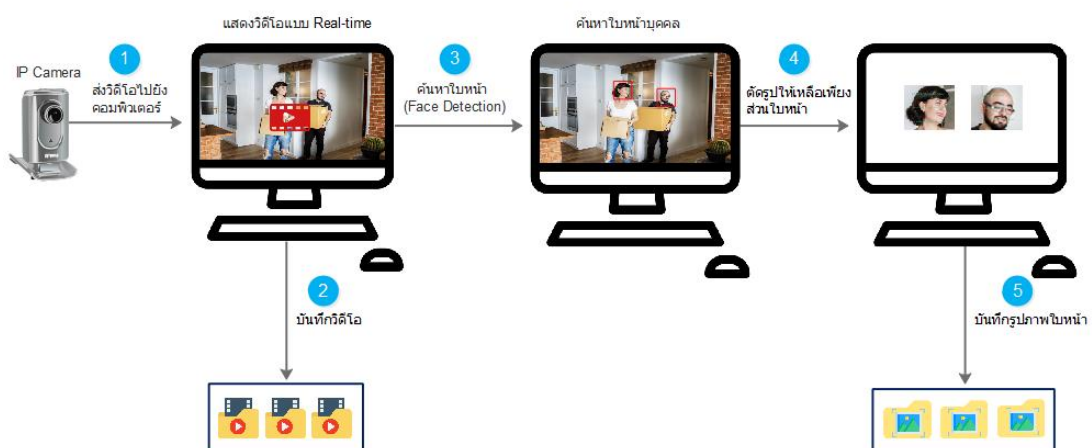 แสดงวิดีโอแบบ Real-time
ค้นหาใบหน้าบุคคล
IP Camera
1
ส่งวิดีโอไปยัง
คอมพิวเตอร์
3
ค้นหาใบหน้า
(Face Detection)
4
ตัดรูปให้เหลือเพียง
ส่วนใบหน้า
2
บันทึกวิดีโอ
5
บันทึกรูปภาพใบหน้า